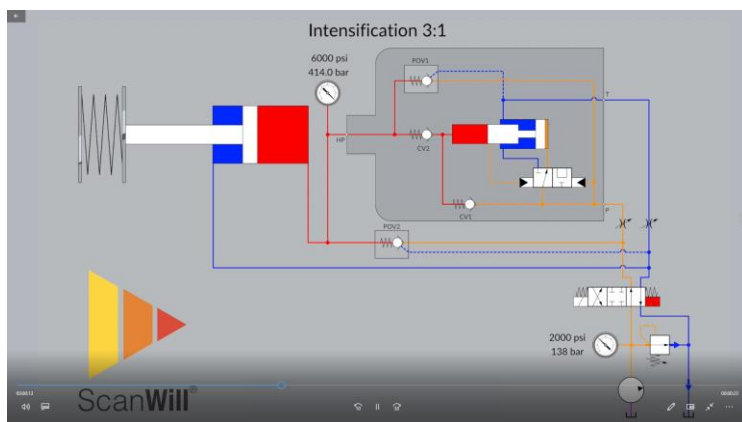 Intensification 3:1
6000 psi
414.0 bar
POV1
T
HP
CV2
CV1
P
POV2
2000 psi
138 bar
ScanWill®